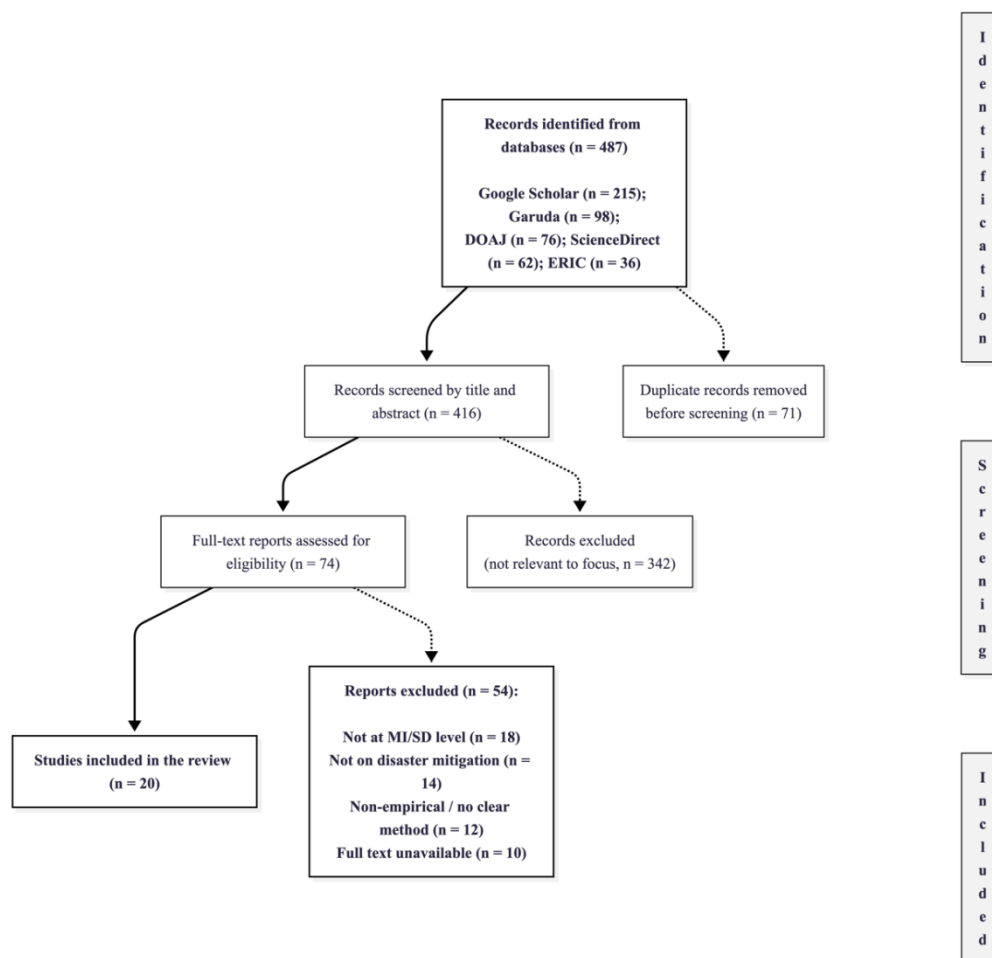 Records identified from
databases (n = 487)
Google Scholar (n = 215);
Garuda (n = 98);
DOAJ (n = 76); ScienceDirect
(n = 62); ERIC (n = 36)
Records screened by title and
abstract (n = 416)
Duplicate records removed
before screening (n = 71)
Full-text reports assessed for
eligibility (n = 74)
Records excluded
(not relevant to focus, n = 342)
Studies included in the review
(n = 20)
Reports excluded (n = 54):
Not at MI/SD level (n = 18)
Not on disaster mitigation (n =
14)
Non-empirical / no clear
method (n = 12)
Full text unavailable (n = 10)
Identification
Screening
Included